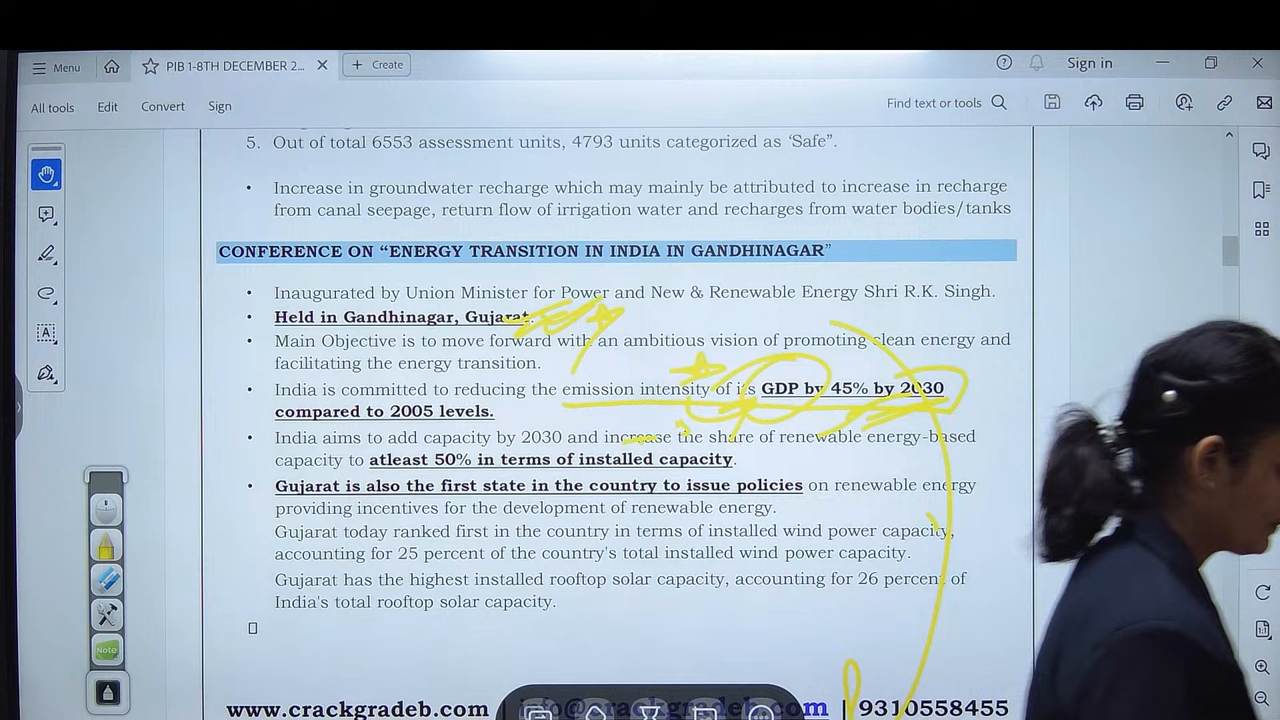 Menu
PIB 1-8TH DECEMBER 2...
Create
Sign in
All tools Edit Convert Sign
Find text or tools
5. Out of total 6553 assessment units, 4793 units categorized as ‘Safe”.
• Increase in groundwater recharge which may mainly be attributed to increase in recharge
from canal seepage, return flow of irrigation water and recharges from water bodies/tanks
CONFERENCE ON “ENERGY TRANSITION IN INDIA IN GANDHINAGAR”
• Inaugurated by Union Minister for Power and New & Renewable Energy Shri R.K. Singh.
• Held in Gandhinagar, Gujarat.
• Main Objective is to move forward with an ambitious vision of promoting clean energy and
facilitating the energy transition.
• India is committed to reducing the emission intensity of its GDP by 45% by 2030
compared to 2005 levels.
• India aims to add capacity by 2030 and increase the share of renewable energy-based
capacity to atleast 50% in terms of installed capacity.
• Gujarat is also the first state in the country to issue policies on renewable energy
providing incentives for the development of renewable energy.
Gujarat today ranked first in the country in terms of installed wind power capacity,
accounting for 25 percent of the country's total installed wind power capacity.
Gujarat has the highest installed rooftop solar capacity, accounting for 26 percent of
India's total rooftop solar capacity.
Note
www.crackgradeb.com | info@crackgradeb.com | 9310558455